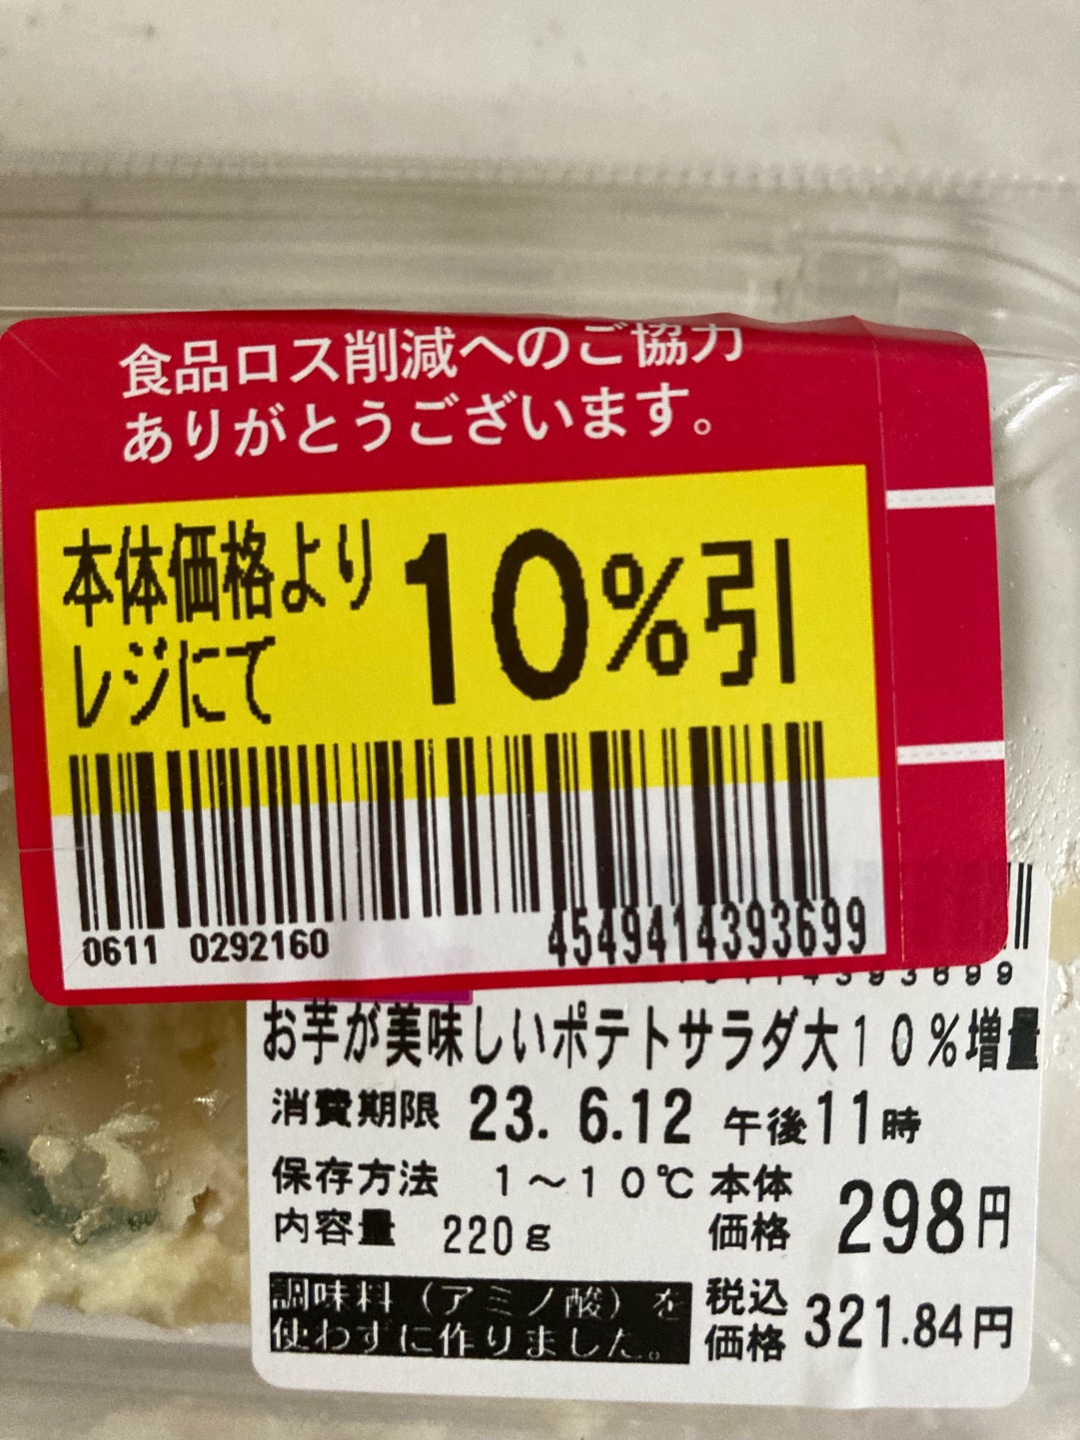 食品ロス削減へのご協力
ありがとうございます。
本体価格より
レジにて
10%引
0611 0292160
4549414393699
393699
お芋が美味しいポテトサラダ大１０％増量
消費期限 23. 6.12 午後11時
保存方法 １～１０℃
内容量 220g
本体価格 298円
調味料（アミノ酸）を
使わずに作りました。
税込価格 321.84円